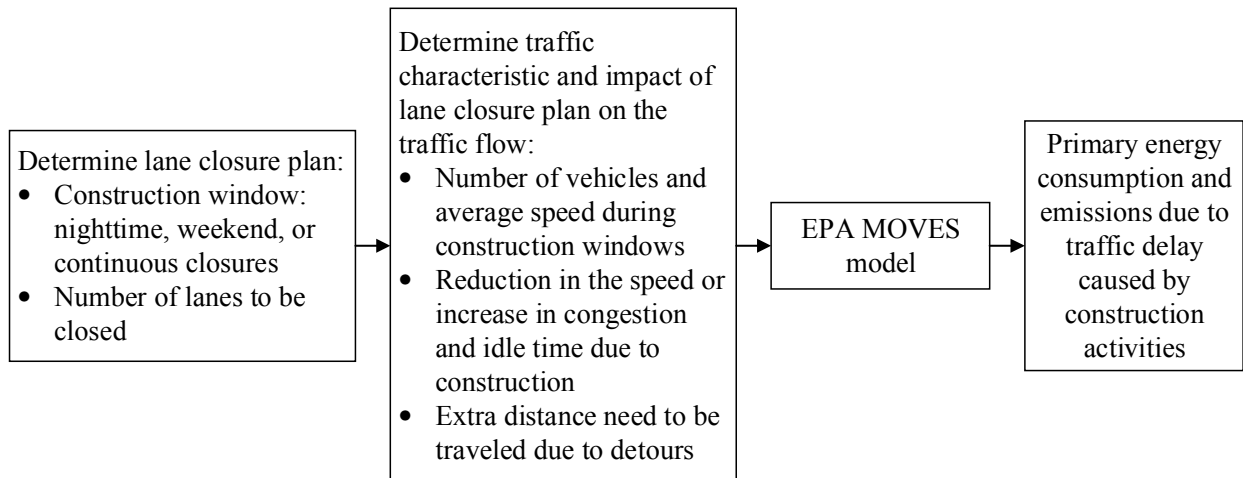 Determine lane closure plan:
• Construction window:
nighttime, weekend, or
continuous closures
• Number of lanes to be
closed
Determine traffic
characteristic and impact of
lane closure plan on the
traffic flow:
• Number of vehicles and
average speed during
construction windows
• Reduction in the speed or
increase in congestion
and idle time due to
construction
• Extra distance need to be
traveled due to detours
EPA MOVES
model
Primary energy
consumption and
emissions due to
traffic delay
caused by
construction
activities